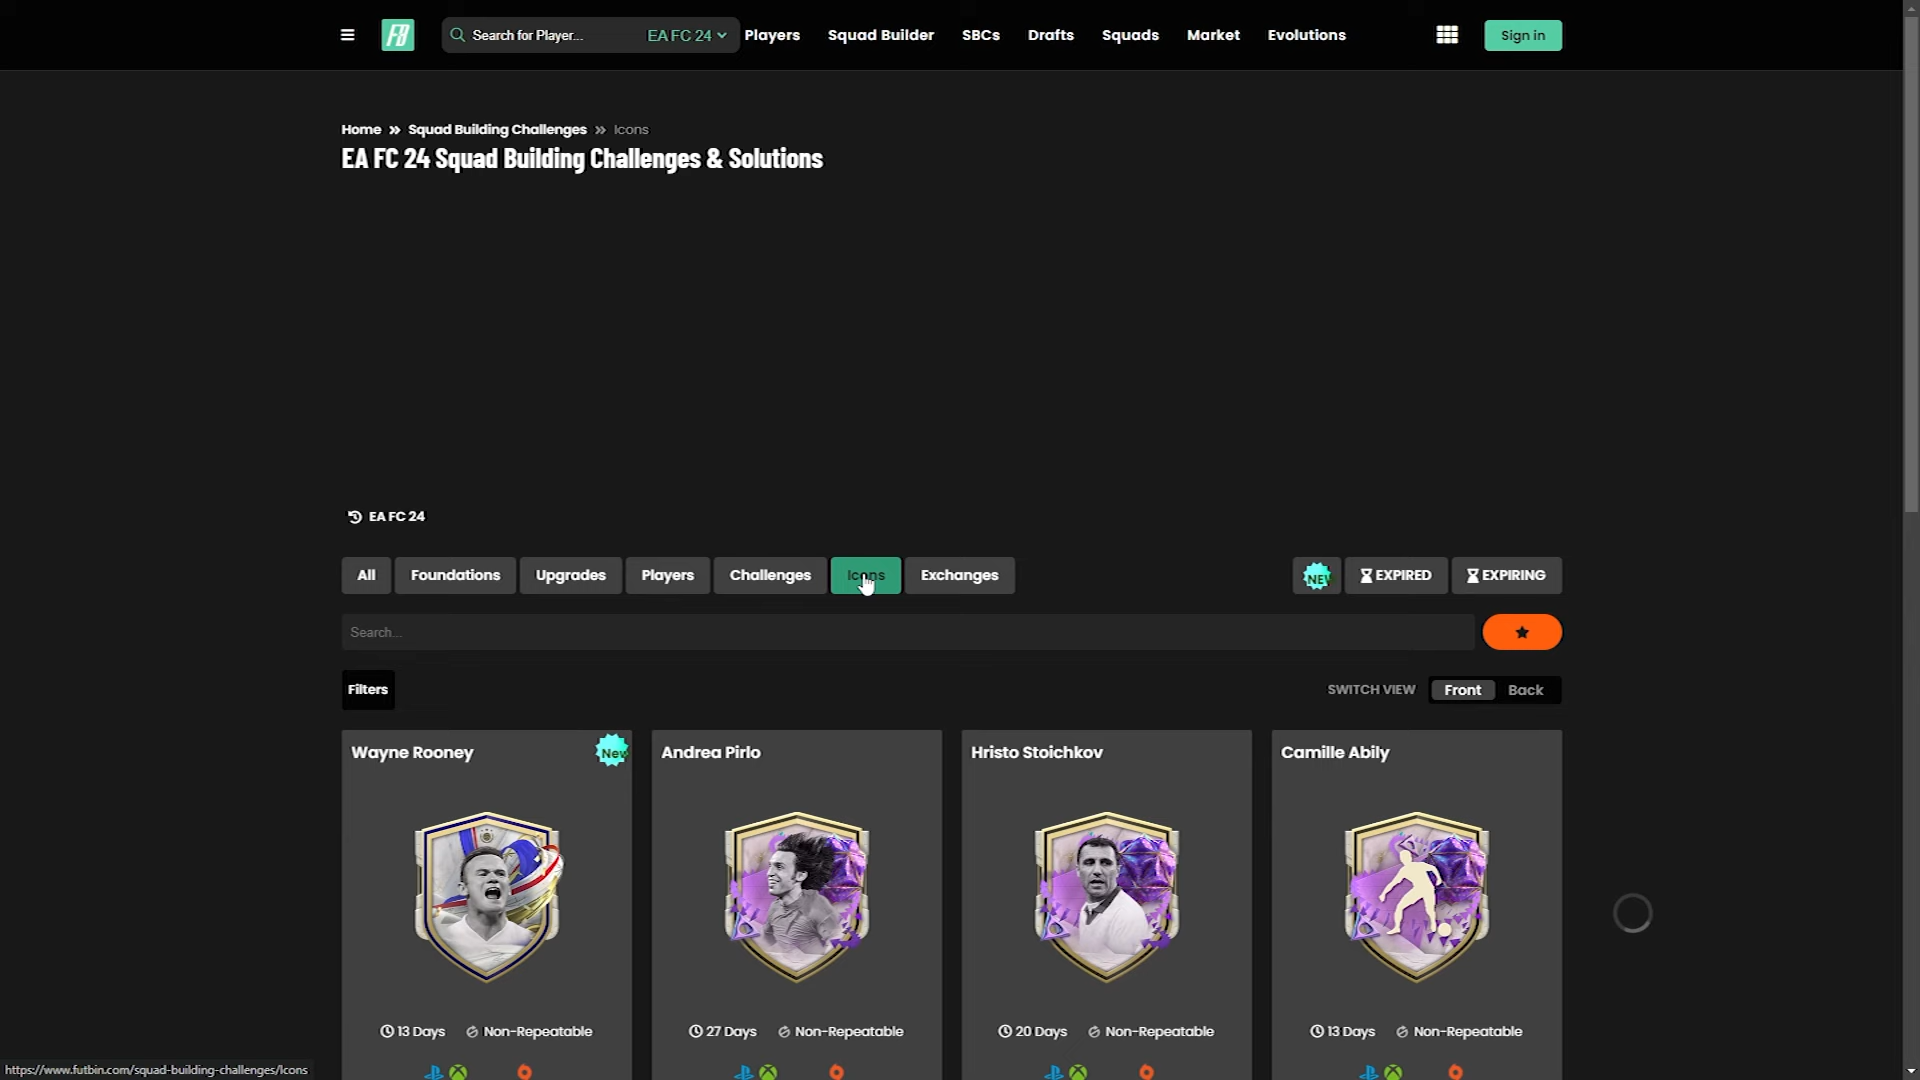 FB
Search for Player...
EA FC 24
Players
Squad Builder
SBCs
Drafts
Squads
Market
Evolutions
Sign in
Home » Squad Building Challenges » Icons
EA FC 24 Squad Building Challenges & Solutions
EA FC 24
All
Foundations
Upgrades
Players
Challenges
Icons
Exchanges
NEW
EXPIRED
EXPIRING
Search...
Filters
SWITCH VIEW
Front
Back
Wayne Rooney
New
Andrea Pirlo
Hristo Stoichkov
Camille Abily
13 Days
Non-Repeatable
27 Days
Non-Repeatable
20 Days
Non-Repeatable
13 Days
Non-Repeatable
https://www.futbin.com/squad-building-challenges/Icons